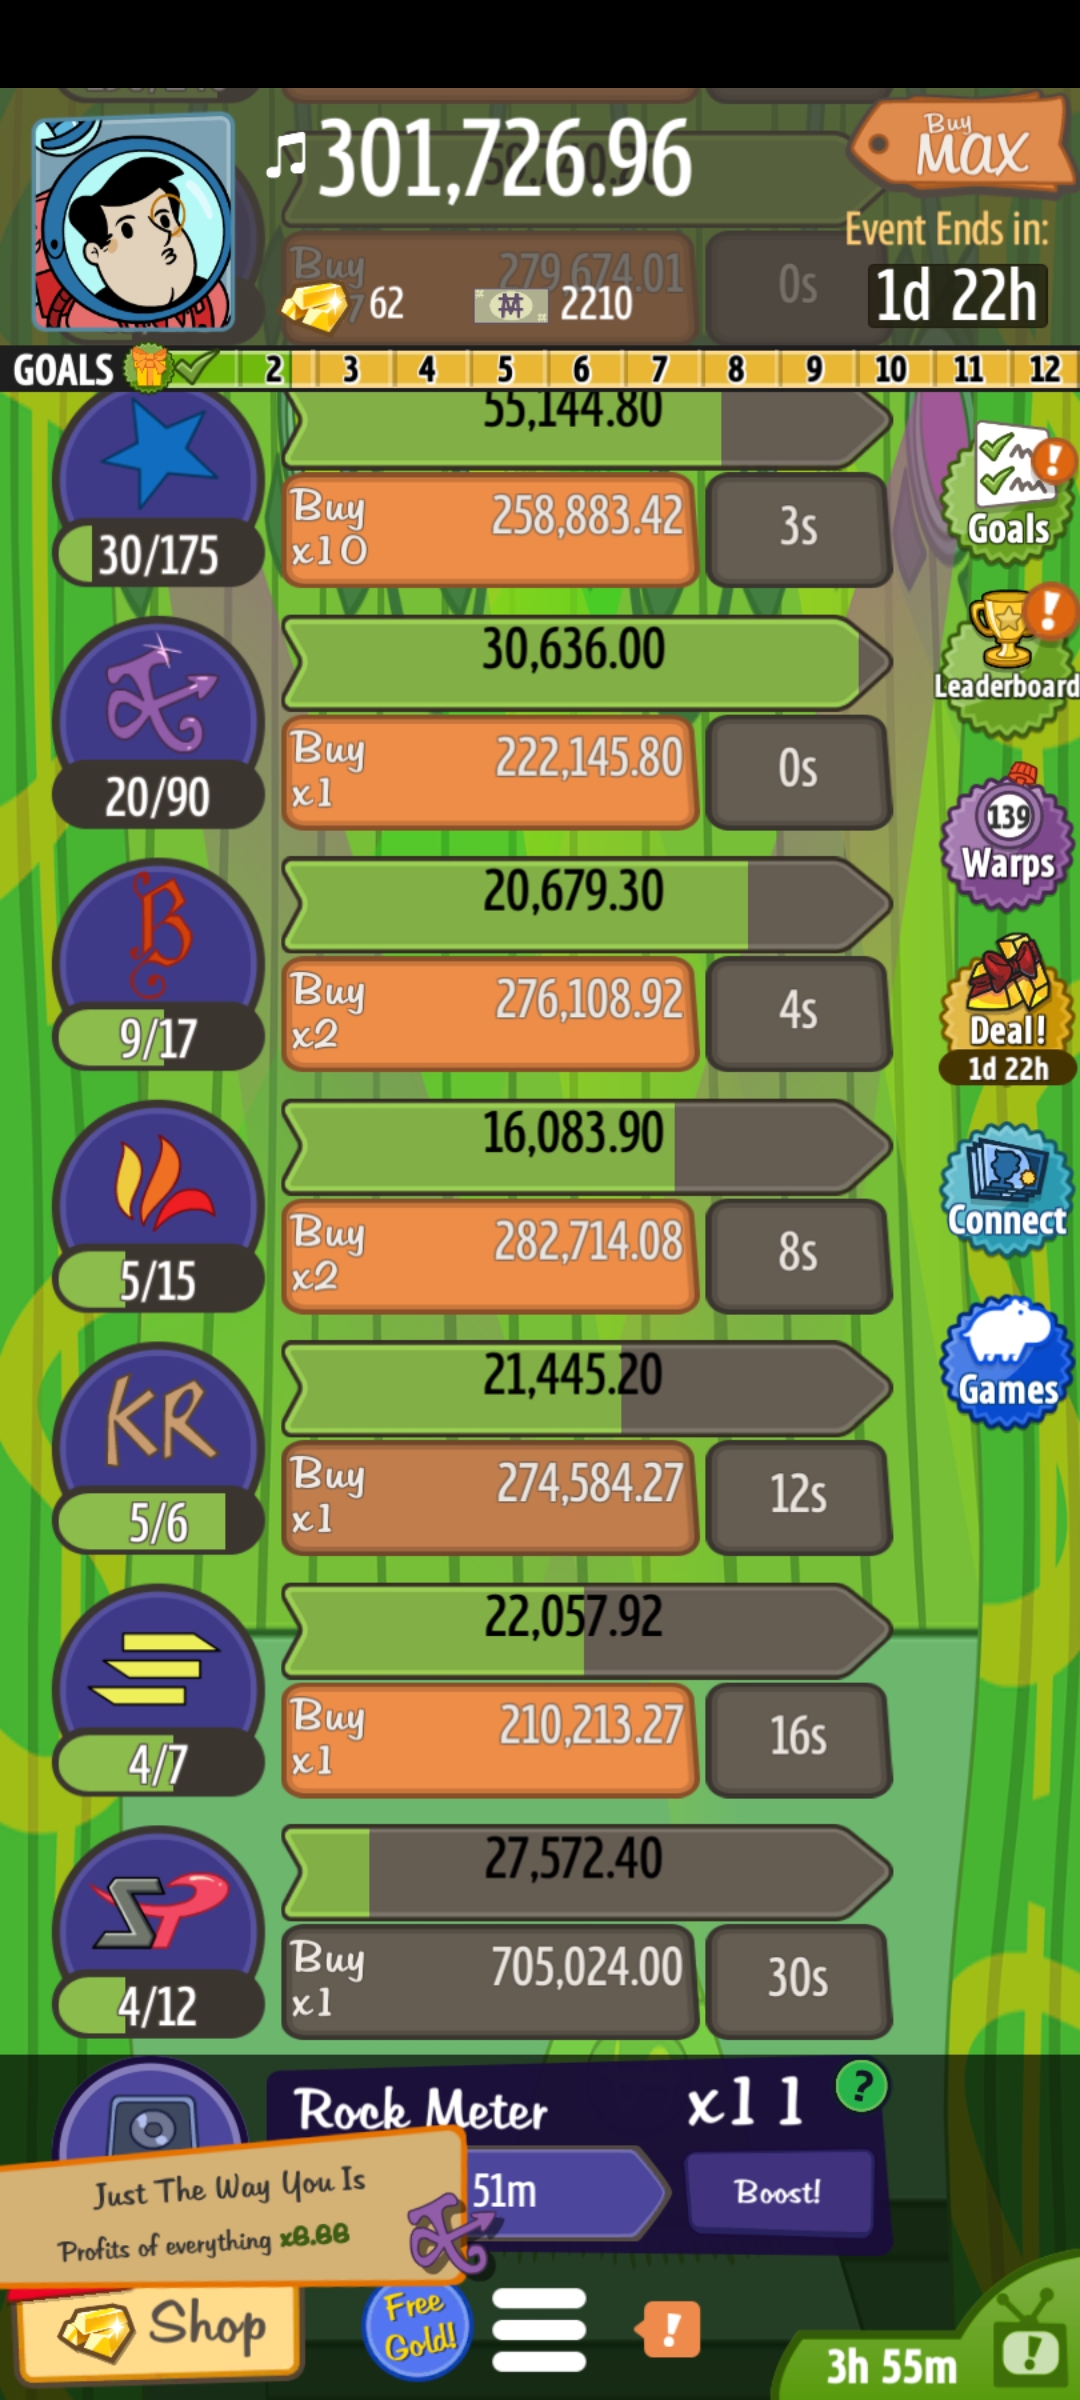 301,726.96
Buy
MAX
Event Ends in:
1d 22h
Buy
279,674.01
0s
62
2210
GOALS 2 3 4 5 6 7 8 9 10 11 12
55,144.80
30/175
Buy
x10
258,883.42
3s
Goals
30,636.00
20/90
Buy
x1
222,145.80
0s
Leaderboard
139
Warps
20,679.30
9/17
Buy
x2
276,108.92
4s
Deal!
1d 22h
16,083.90
5/15
Buy
x2
282,714.08
8s
Connect
21,445.20
KR
5/6
Buy
x1
274,584.27
12s
Games
22,057.92
4/7
Buy
x1
210,213.27
16s
27,572.40
4/12
Buy
x1
705,024.00
30s
Rock Meter
x11
?
51m
Boost!
Just The Way You Is
Profits of everything x6.66
Shop
Free
Gold!
!
3h 55m